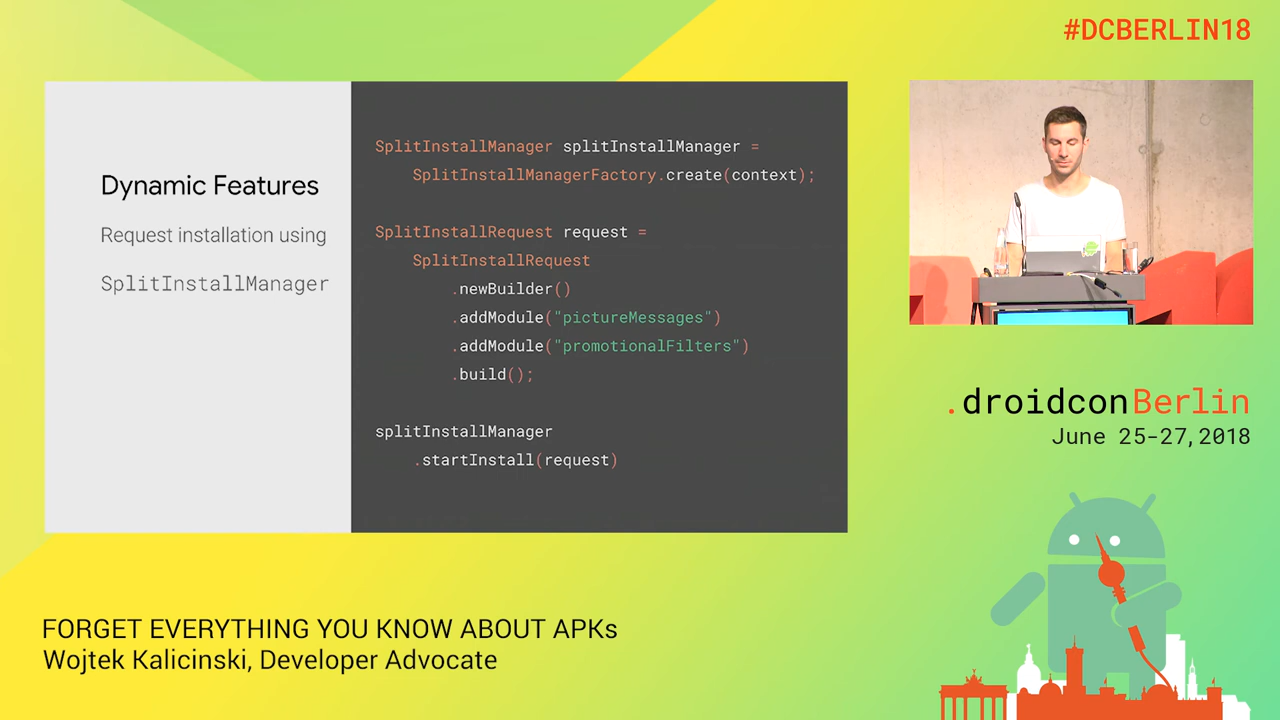 #DCBERLIN18
Dynamic Features
Request installation using
SplitInstallManager
SplitInstallManager splitInstallManager =
SplitInstallManagerFactory.create(context);
SplitInstallRequest request =
SplitInstallRequest
.newBuilder()
.addModule("pictureMessages")
.addModule("promotionalFilters")
.build();
splitInstallManager
.startInstall(request)
.droidconBerlin
June 25-27,2018
FORGET EVERYTHING YOU KNOW ABOUT APKs
Wojtek Kalicinski, Developer Advocate